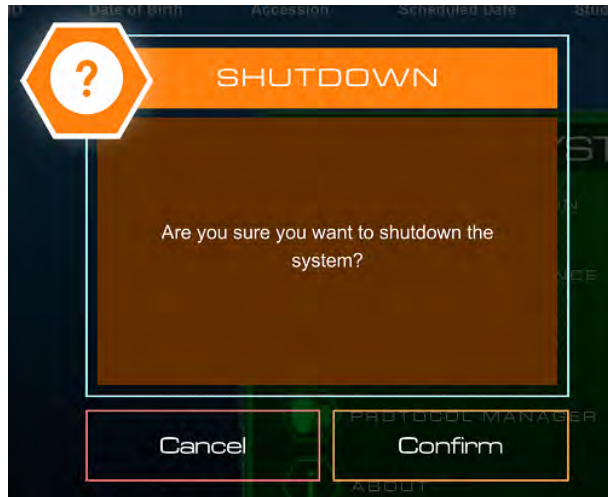 Date of Birth Accession Scheduled Date
?
SHUTDOWN
Are you sure you want to shutdown the
system?
PROTOCOL MANAGER
Cancel Confirm
ABOUT